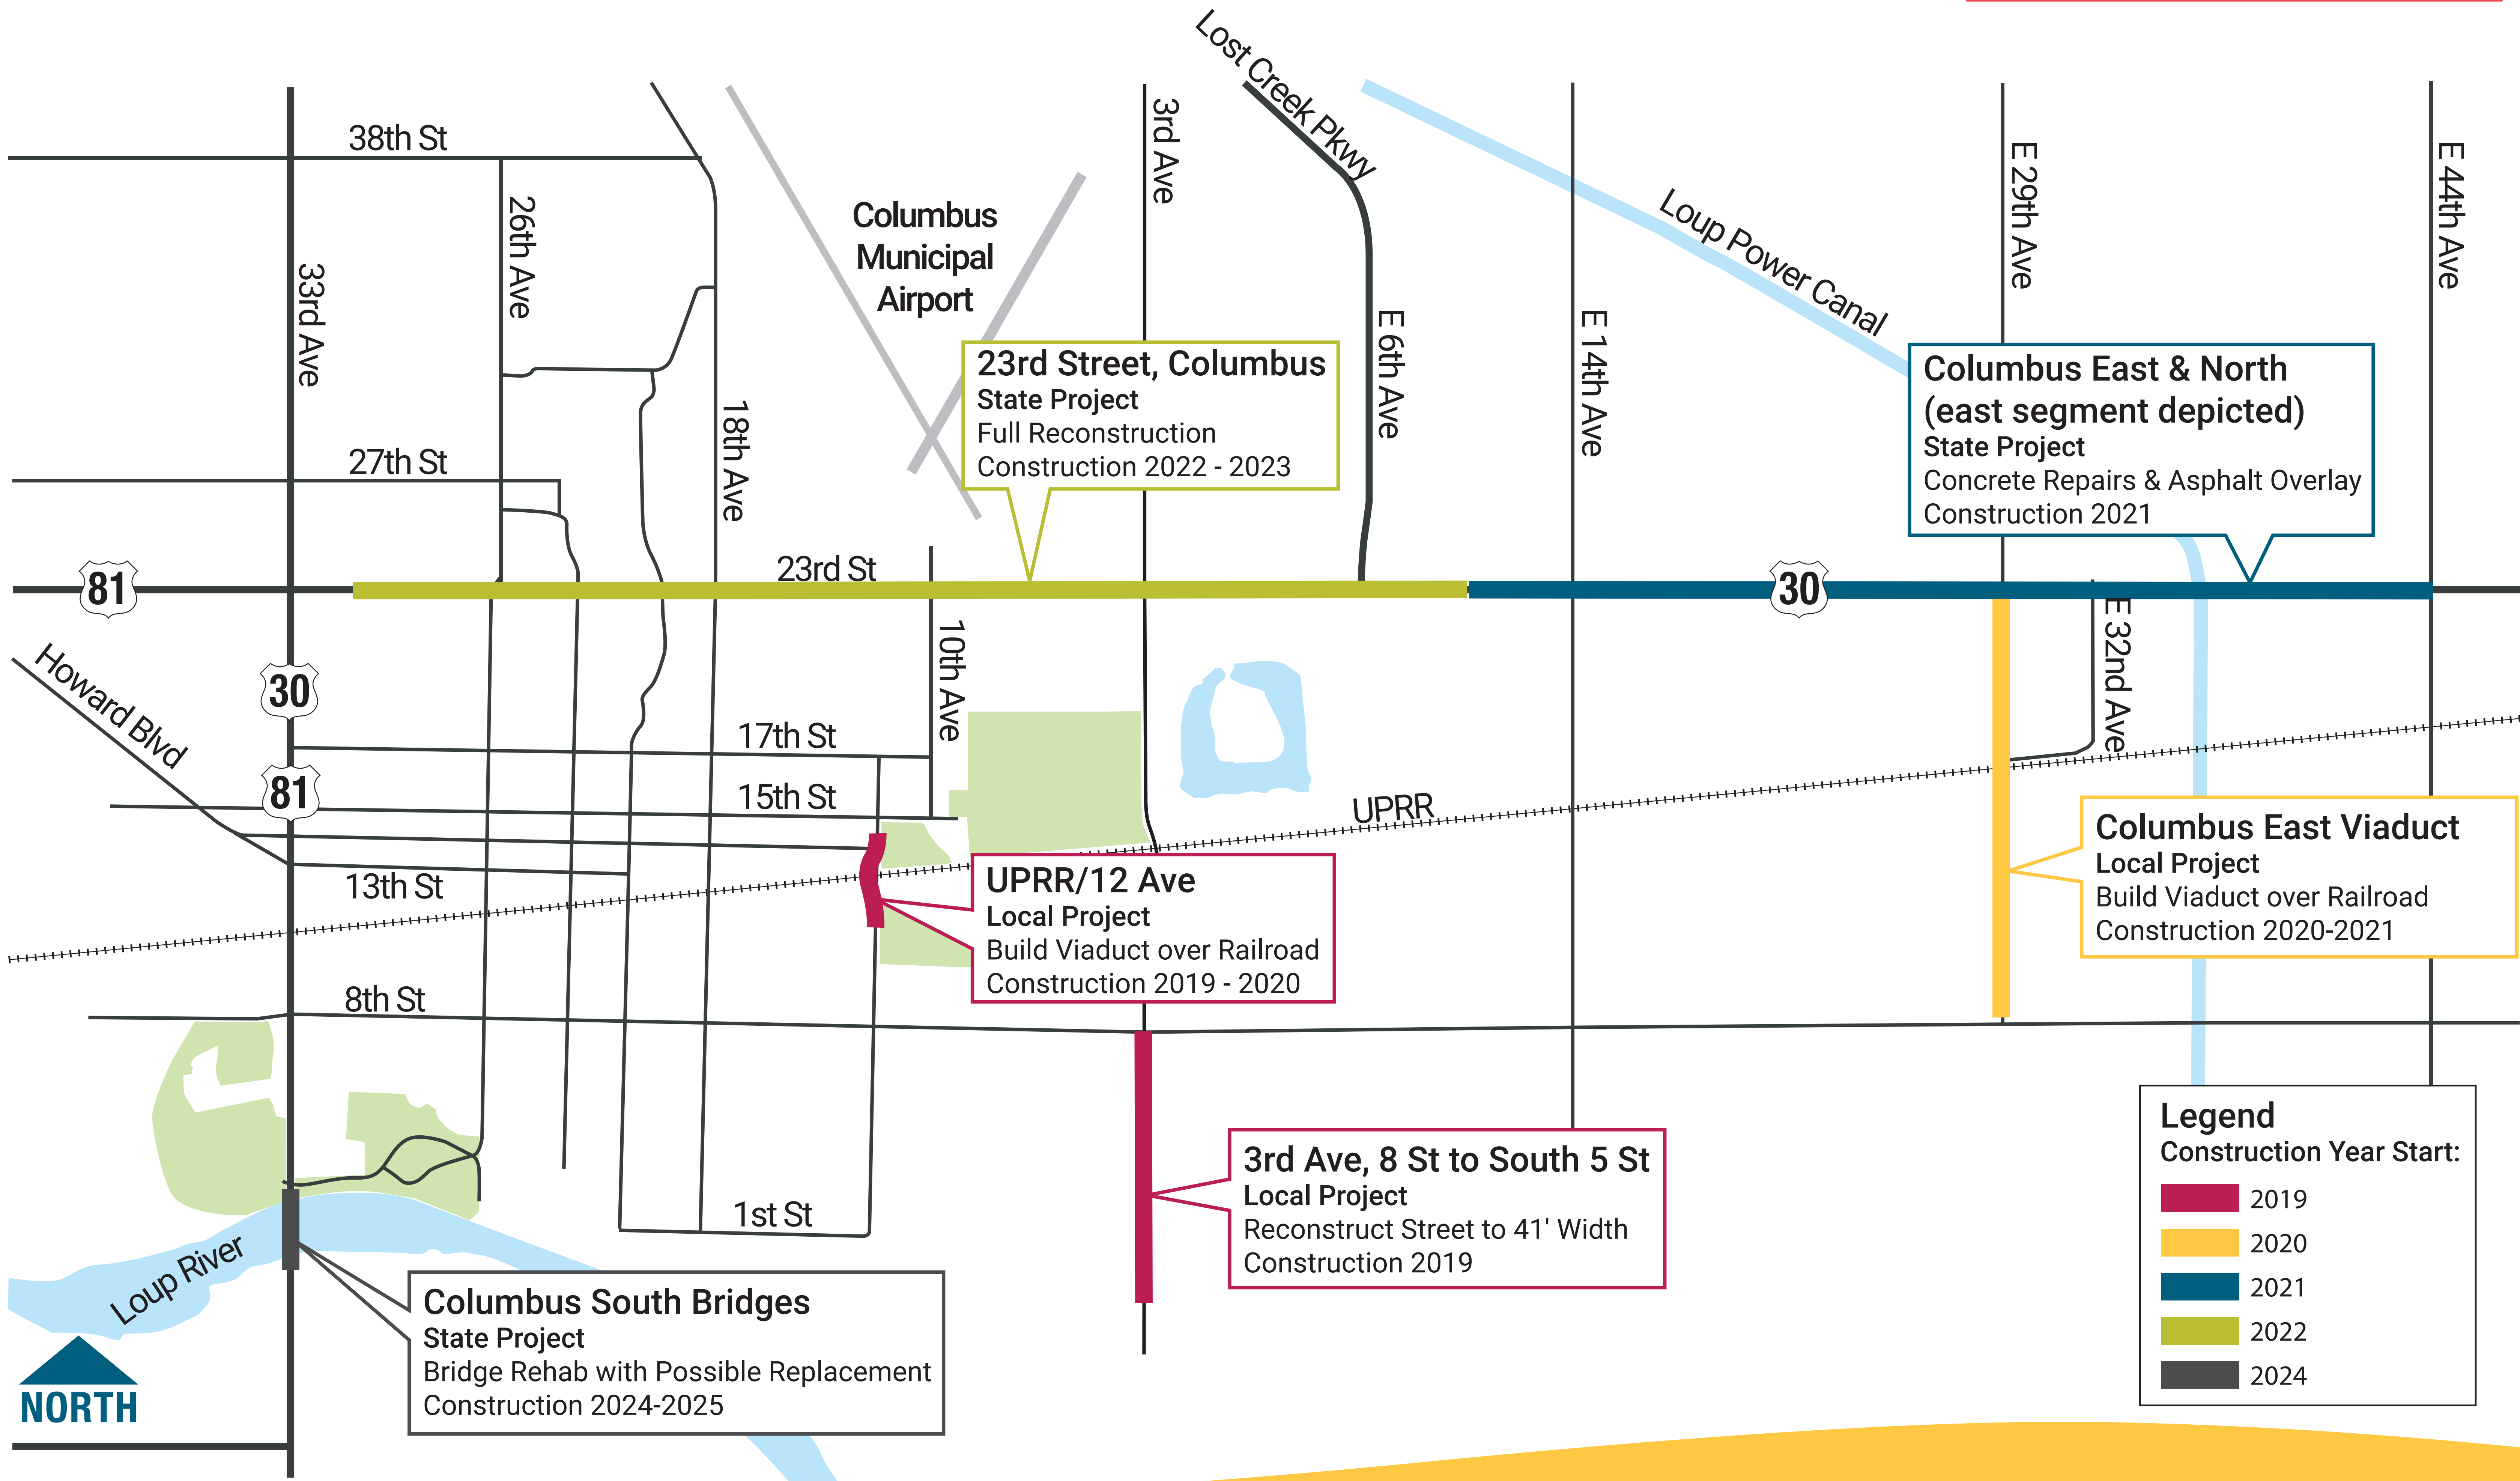 Lost Creek Pkwy
38th St
3rd Ave
E 29th Ave
E 44th Ave
26th Ave
Columbus
Municipal
Airport
Loup Power Canal
33rd Ave
E 6th Ave
E 14th Ave
18th Ave
23rd Street, Columbus
State Project
Full Reconstruction
Construction 2022 - 2023
Columbus East & North
(east segment depicted)
State Project
Concrete Repairs & Asphalt Overlay
Construction 2021
27th St
23rd St
81
30
10th Ave
E 32nd Ave
Howard Blvd
30
17th St
81
15th St
UPRR
13th St
UPRR/12 Ave
Local Project
Build Viaduct over Railroad
Construction 2019 - 2020
Columbus East Viaduct
Local Project
Build Viaduct over Railroad
Construction 2020-2021
8th St
3rd Ave, 8 St to South 5 St
Local Project
Reconstruct Street to 41' Width
Construction 2019
1st St
Loup River
Columbus South Bridges
State Project
Bridge Rehab with Possible Replacement
Construction 2024-2025
NORTH
Legend
Construction Year Start:
2019
2020
2021
2022
2024